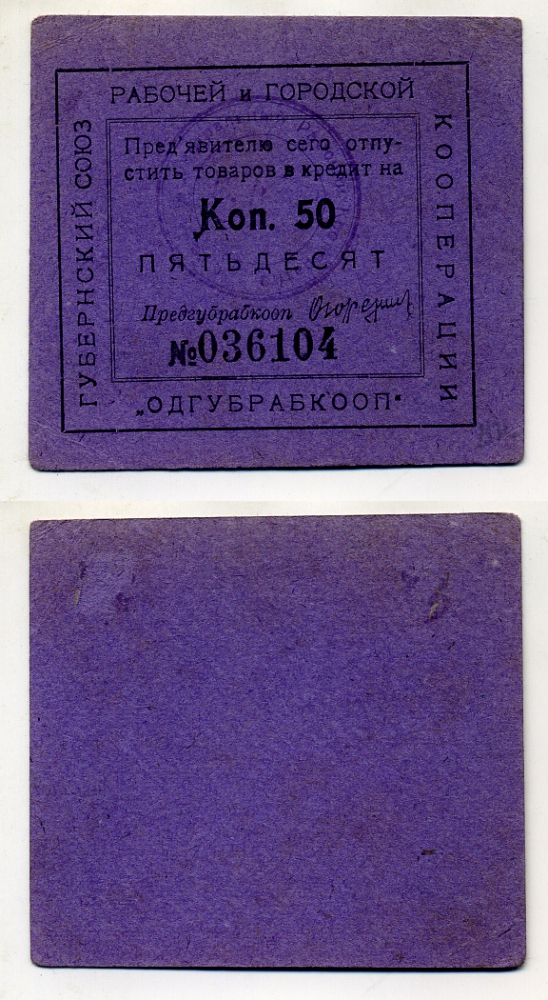 ГУБЕРНСКИЙ СОЮЗ
РАБОЧЕЙ и ГОРОДСКОЙ
КООПЕРАЦИИ
Пред'явителю сего отпу-
стить товаров в кредит на
Коп. 50
ПЯТЬДЕСЯТ
Предгубрабкооп
№036104
„ОДГУБРАБКООП"